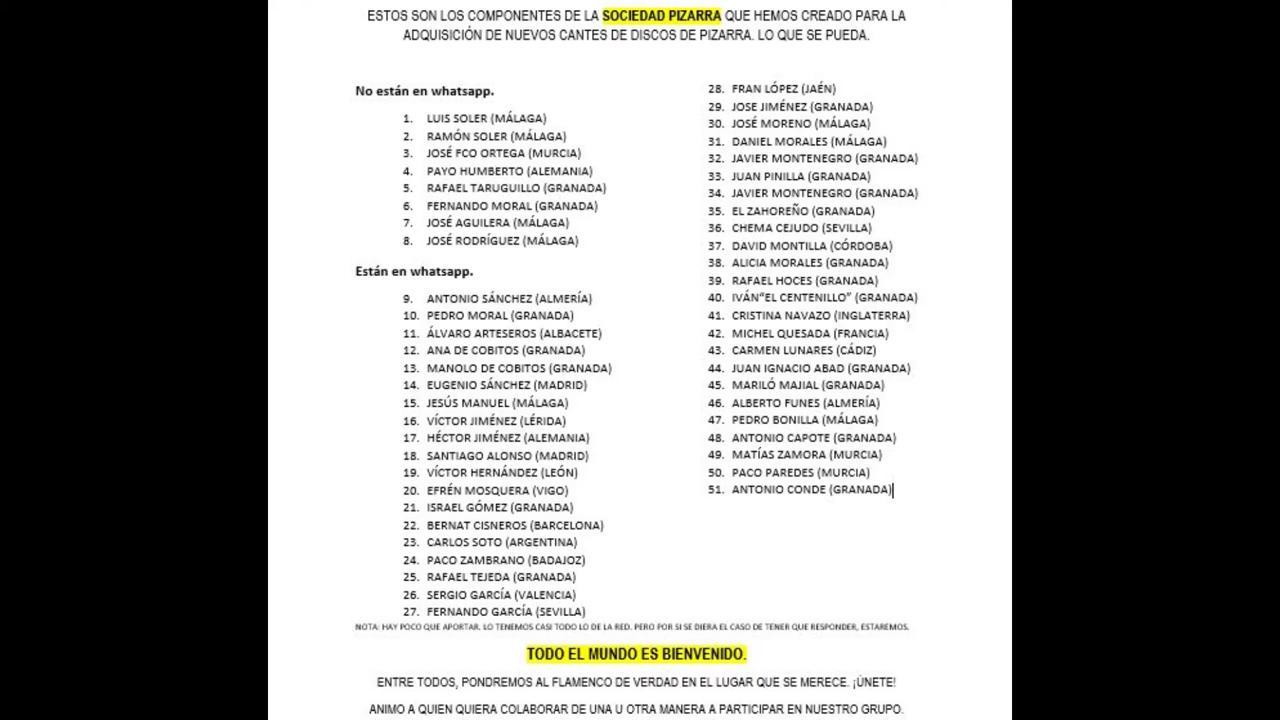 ESTOS SON LOS COMPONENTES DE LA SOCIEDAD PIZARRA QUE HEMOS CREADO PARA LA
ADQUISICIÓN DE NUEVOS CANTES DE DISCOS DE PIZARRA. LO QUE SE PUEDA.
No están en whatsapp.
1. LUIS SOLER (MÁLAGA)
2. RAMÓN SOLER (MÁLAGA)
3. JOSÉ FCO ORTEGA (MURCIA)
4. PAYO HUMBERTO (ALEMANIA)
5. RAFAEL TARUGUILLO (GRANADA)
6. FERNANDO MORAL (GRANADA)
7. JOSÉ AGUILERA (MÁLAGA)
8. JOSÉ RODRÍGUEZ (MÁLAGA)
Están en whatsapp.
9. ANTONIO SÁNCHEZ (ALMERÍA)
10. PEDRO MORAL (GRANADA)
11. ÁLVARO ARTESEROS (ALBACETE)
12. ANA DE COBITOS (GRANADA)
13. MANOLO DE COBITOS (GRANADA)
14. EUGENIO SÁNCHEZ (MADRID)
15. JESÚS MANUEL (MÁLAGA)
16. VÍCTOR JIMÉNEZ (LÉRIDA)
17. HÉCTOR JIMÉNEZ (ALEMANIA)
18. SANTIAGO ALONSO (MADRID)
19. VÍCTOR HERNÁNDEZ (LEÓN)
20. EFRÉN MOSQUERA (VIGO)
21. ISRAEL GÓMEZ (GRANADA)
22. BERNAT CISNEROS (BARCELONA)
23. CARLOS SOTO (ARGENTINA)
24. PACO ZAMBRANO (BADAJOZ)
25. RAFAEL TEJEDA (GRANADA)
26. SERGIO GARCÍA (VALENCIA)
27. FERNANDO GARCÍA (SEVILLA)
28. FRAN LÓPEZ (JAÉN)
29. JOSE JIMÉNEZ (GRANADA)
30. JOSÉ MORENO (MÁLAGA)
31. DANIEL MORALES (MÁLAGA)
32. JAVIER MONTENEGRO (GRANADA)
33. JUAN PINILLA (GRANADA)
34. JAVIER MONTENEGRO (GRANADA)
35. EL ZAHOREÑO (GRANADA)
36. CHEMA CEJUDO (SEVILLA)
37. DAVID MONTILLA (CÓRDOBA)
38. ALICIA MORALES (GRANADA)
39. RAFAEL HOCES (GRANADA)
40. IVÁN“EL CENTENILLO” (GRANADA)
41. CRISTINA NAVAZO (INGLATERRA)
42. MICHEL QUESADA (FRANCIA)
43. CARMEN LUNARES (CÁDIZ)
44. JUAN IGNACIO ABAD (GRANADA)
45. MARILÓ MAJIAL (GRANADA)
46. ALBERTO FUNES (ALMERÍA)
47. PEDRO BONILLA (MÁLAGA)
48. ANTONIO CAPOTE (GRANADA)
49. MATÍAS ZAMORA (MURCIA)
50. PACO PAREDES (MURCIA)
51. ANTONIO CONDE (GRANADA)
NOTA: HAY POCO QUE APORTAR. LO TENEMOS CASI TODO LO DE LA RED. PERO POR SI SE DIERA EL CASO DE TENER QUE RESPONDER, ESTAREMOS.
TODO EL MUNDO ES BIENVENIDO.
ENTRE TODOS, PONDREMOS AL FLAMENCO DE VERDAD EN EL LUGAR QUE SE MERECE. ¡ÚNETE!
ANIMO A QUIEN QUIERA COLABORAR DE UNA U OTRA MANERA A PARTICIPAR EN NUESTRO GRUPO.